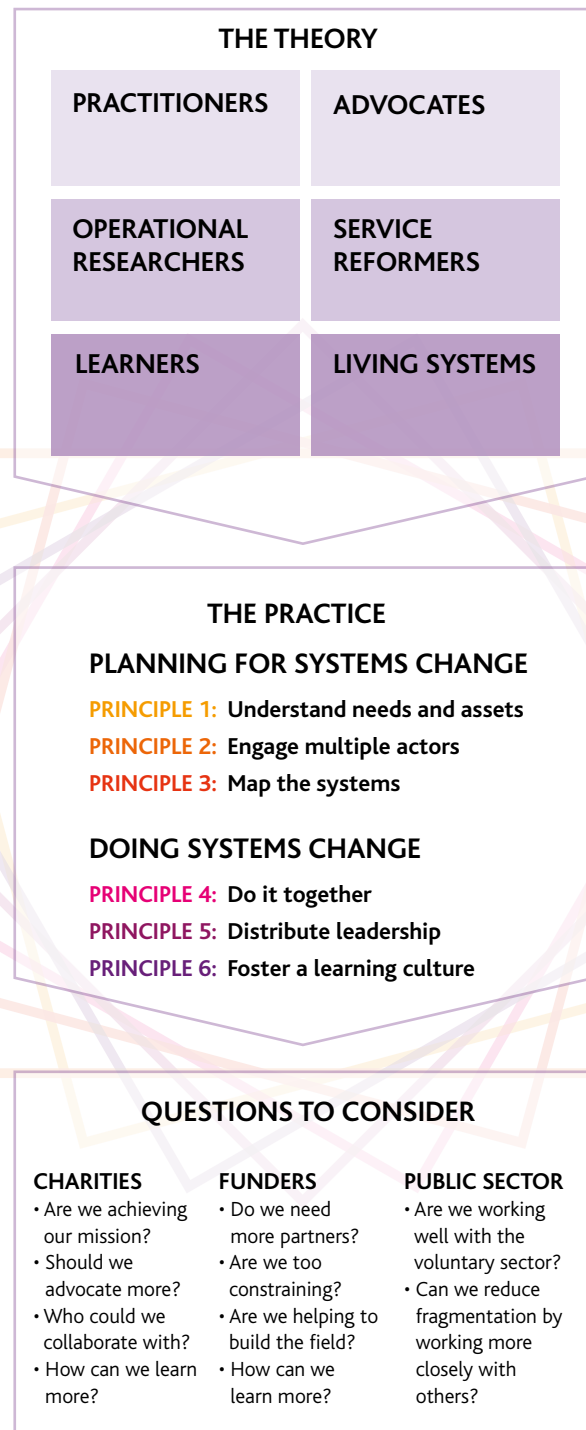 THE THEORY
PRACTITIONERS
ADVOCATES
OPERATIONAL
RESEARCHERS
SERVICE
REFORMERS
LEARNERS
LIVING SYSTEMS
THE PRACTICE
PLANNING FOR SYSTEMS CHANGE
PRINCIPLE 1: Understand needs and assets
PRINCIPLE 2: Engage multiple actors
PRINCIPLE 3: Map the systems
DOING SYSTEMS CHANGE
PRINCIPLE 4: Do it together
PRINCIPLE 5: Distribute leadership
PRINCIPLE 6: Foster a learning culture
QUESTIONS TO CONSIDER
CHARITIES
• Are we achieving
our mission?
• Should we
advocate more?
• Who could we
collaborate with?
• How can we learn
more?
FUNDERS
• Do we need
more partners?
• Are we too
constraining?
• Are we helping to
build the field?
• How can we
learn more?
PUBLIC SECTOR
• Are we working
well with the
voluntary sector?
• Can we reduce
fragmentation by
working more
closely with
others?